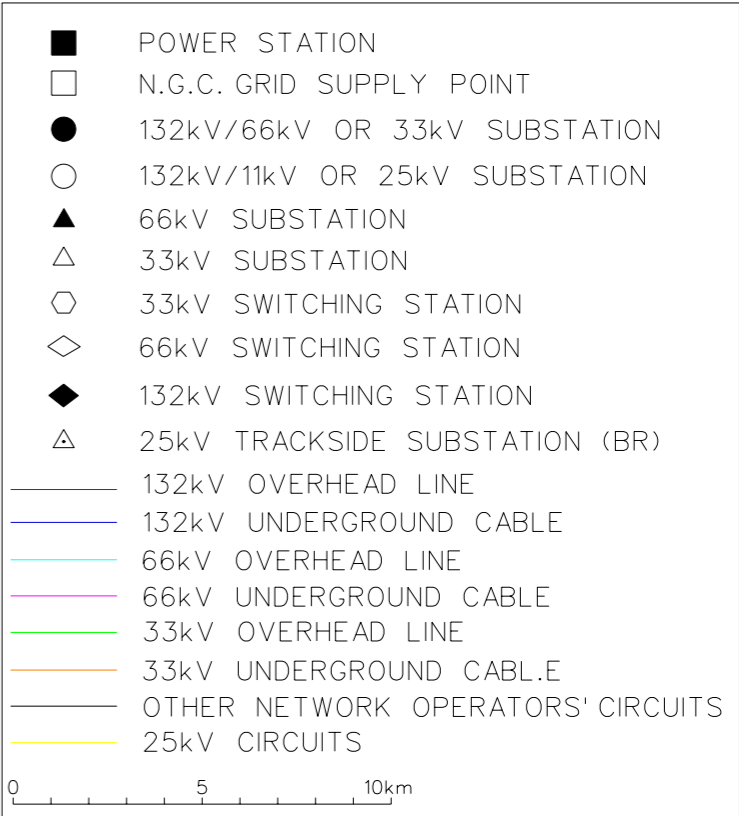 POWER STATION
N.G.C. GRID SUPPLY POINT
132kV/66kV OR 33kV SUBSTATION
132kV/11kV OR 25kV SUBSTATION
66kV SUBSTATION
33kV SUBSTATION
33kV SWITCHING STATION
66kV SWITCHING STATION
132kV SWITCHING STATION
25kV TRACKSIDE SUBSTATION (BR)
132kV OVERHEAD LINE
132kV UNDERGROUND CABLE
66kV OVERHEAD LINE
66kV UNDERGROUND CABLE
33kV OVERHEAD LINE
33kV UNDERGROUND CABL.E
OTHER NETWORK OPERATORS' CIRCUITS
25kV CIRCUITS
0 5 10km